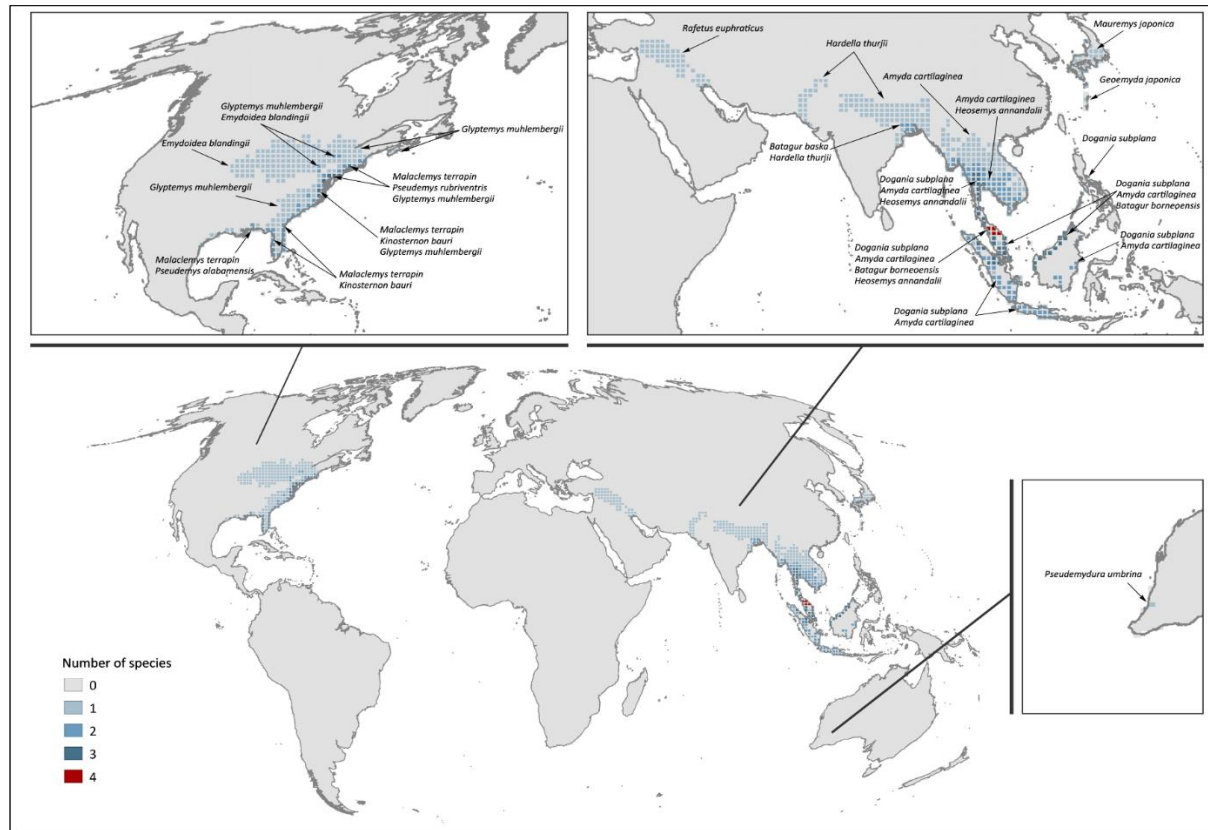 Glyptemys muhlembergii
Emydoidea blandingii
Glyptemys muhlembergii
Emydoidea blandingii
Glyptemys muhlembergii
Malaclemys terrapin
Pseudemys rubriventris
Glyptemys muhlembergii
Malaclemys terrapin
Kinosternon bauri
Glyptemys muhlembergii
Malaclemys terrapin
Pseudemys alabamensis
Malaclemys terrapin
Kinosternon bauri
Rafetus euphraticus
Mauremys japonica
Hardella thurjii
Amyda cartilaginea
Geoemyda japonica
Amyda cartilaginea
Heosemys annandalii
Batagur baska
Hardella thurjii
Dogania subplana
Dogania subplana
Amyda cartilaginea
Heosemys annandalii
Dogania subplana
Amyda cartilaginea
Batagur borneoensis
Dogania subplana
Amyda cartilaginea
Dogania subplana
Amyda cartilaginea
Batagur borneoensis
Heosemys annandalii
Dogania subplana
Amyda cartilaginea
Pseudemydura umbrina
Number of species
0
1
2
3
4